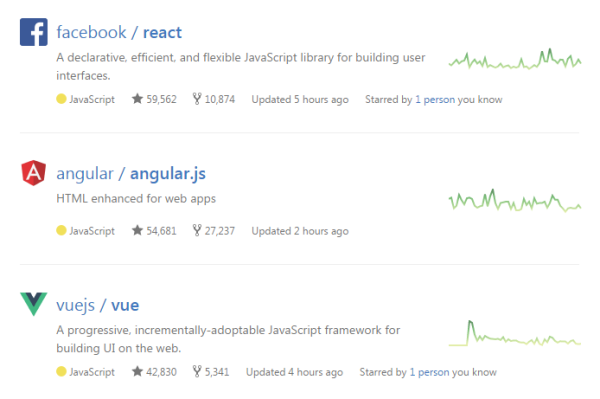 facebook / react
A declarative, efficient, and flexible JavaScript library for building user
interfaces.
JavaScript 59,562 10,874 Updated 5 hours ago Starred by 1 person you know
angular / angular.js
HTML enhanced for web apps
JavaScript 54,681 27,237 Updated 2 hours ago
vuejs / vue
A progressive, incrementally-adoptable JavaScript framework for
building UI on the web.
JavaScript 42,830 5,341 Updated 4 hours ago Starred by 1 person you know